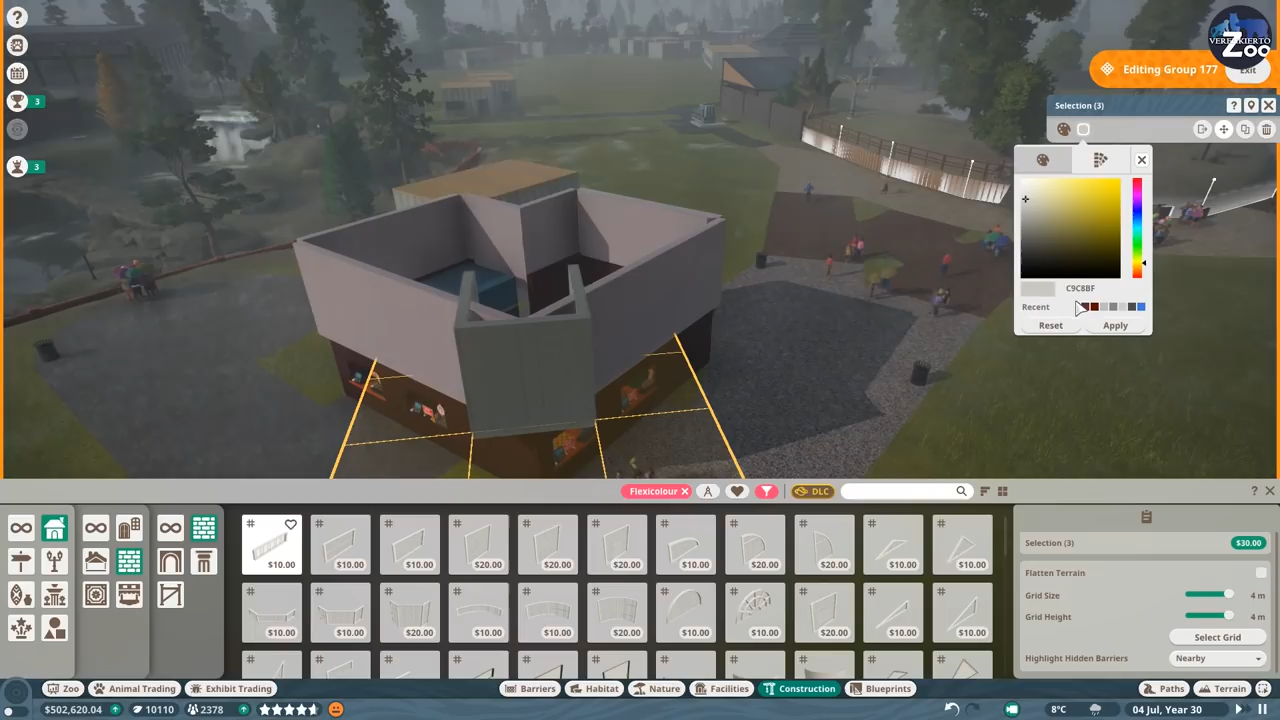 ?
VEREIKIERTO
Zoo
Editing Group 177
Exit
3
3
Selection (3)
?
C9C8BF
Recent
Reset
Apply
Flexicolour
DLC
?
$10.00
$10.00
$10.00
$20.00
$20.00
$20.00
$10.00
$20.00
$20.00
$10.00
$10.00
$10.00
$10.00
$20.00
$10.00
$10.00
$20.00
$10.00
$30.00
$20.00
$10.00
$10.00
Selection (3)
$30.00
Flatten Terrain
Grid Size
4 m
Grid Height
4 m
Select Grid
Highlight Hidden Barriers
Nearby
Zoo
Animal Trading
Exhibit Trading
Barriers
Habitat
Nature
Facilities
Construction
Blueprints
Paths
Terrain
$502,620.04
10110
2378
8°C
04 Jul, Year 30